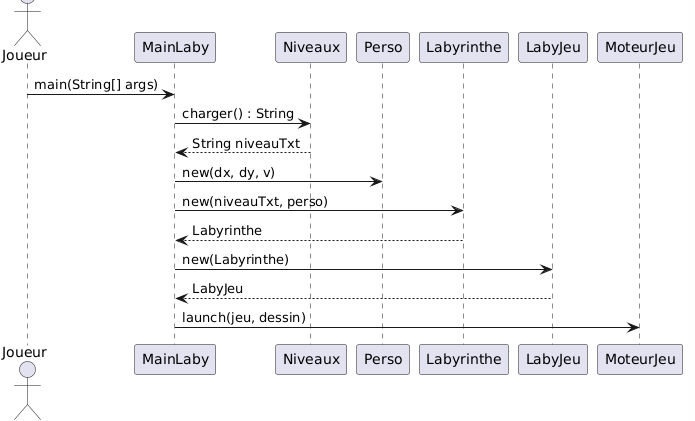 Joueur
MainLaby
Niveaux
Perso
Labyrinthe
LabyJeu
MoteurJeu
main(String[] args)
charger() : String
String niveauTxt
new(dx, dy, v)
new(niveauTxt, perso)
Labyrinthe
new(Labyrinthe)
LabyJeu
launch(jeu, dessin)
Joueur
MainLaby
Niveaux
Perso
Labyrinthe
LabyJeu
MoteurJeu